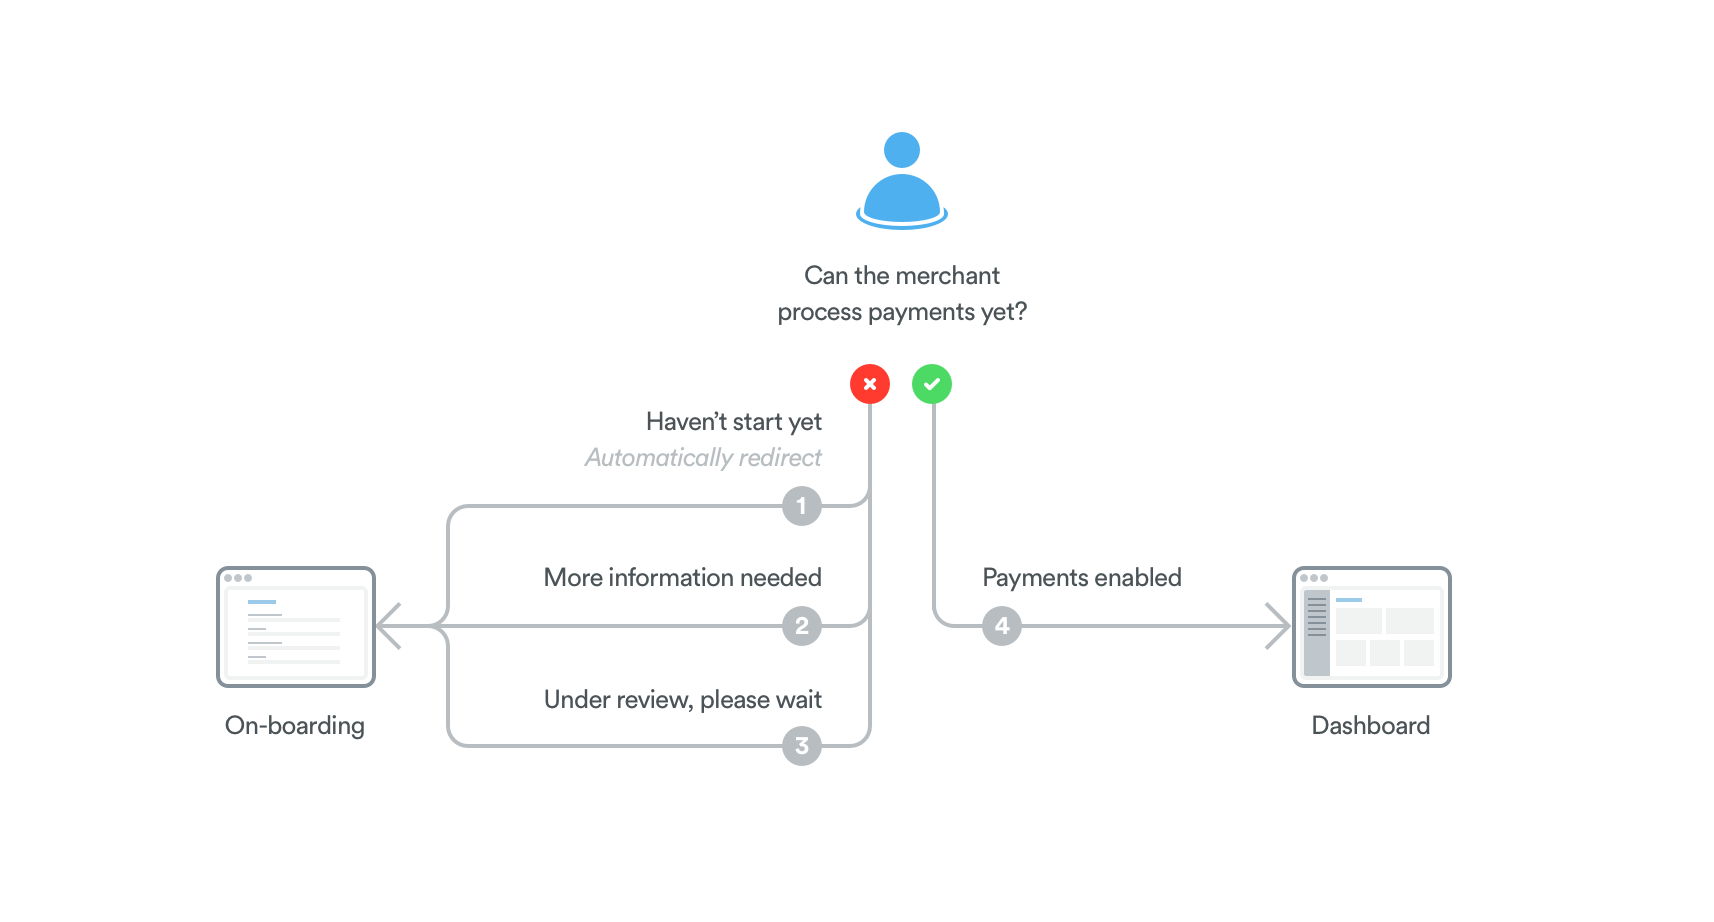 Can the merchant
process payments yet?
Haven’t start yet
Automatically redirect
1
More information needed
2
Under review, please wait
3
Payments enabled
4
On-boarding
Dashboard